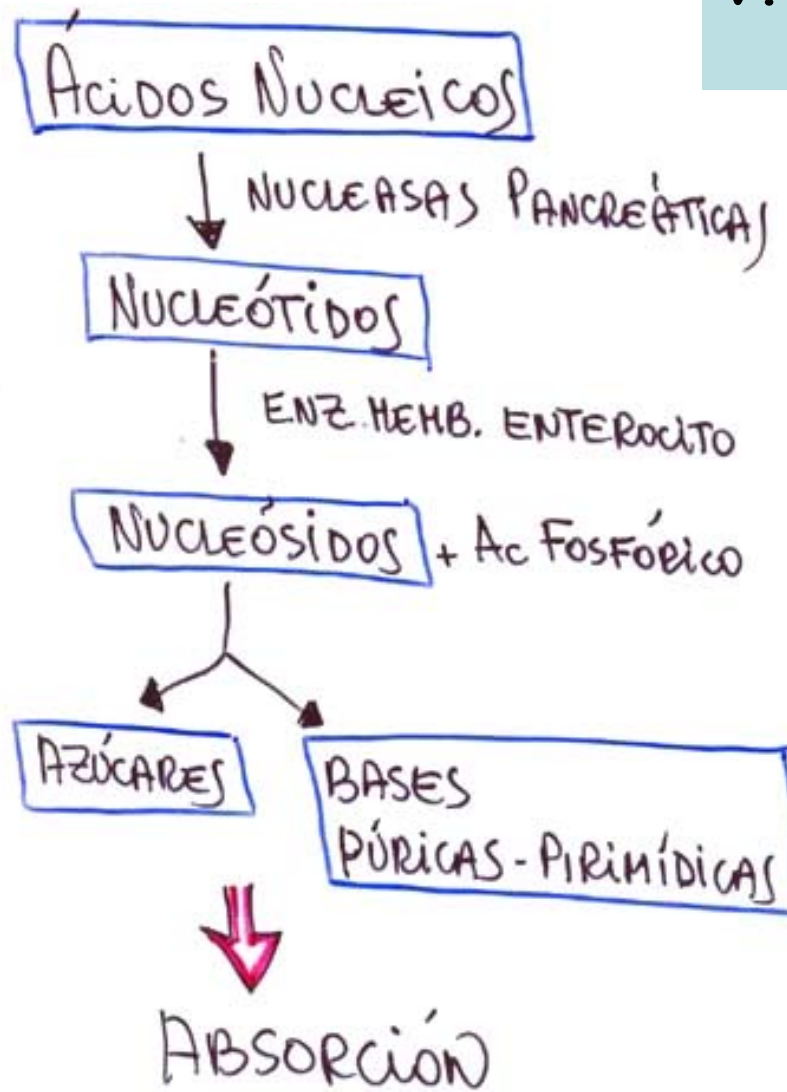 ÁCIDOS NUCLEICOS
NUCLEASAS PANCREÁTICAS
NUCLEÓTIDOS
ENZ. MEMB. ENTEROCITO
NUCLEÓSIDOS + AC FOSFÓRICO
AZÚCARES
BASES
PÚRICAS - PIRIMÍDICAS
ABSORCIÓN